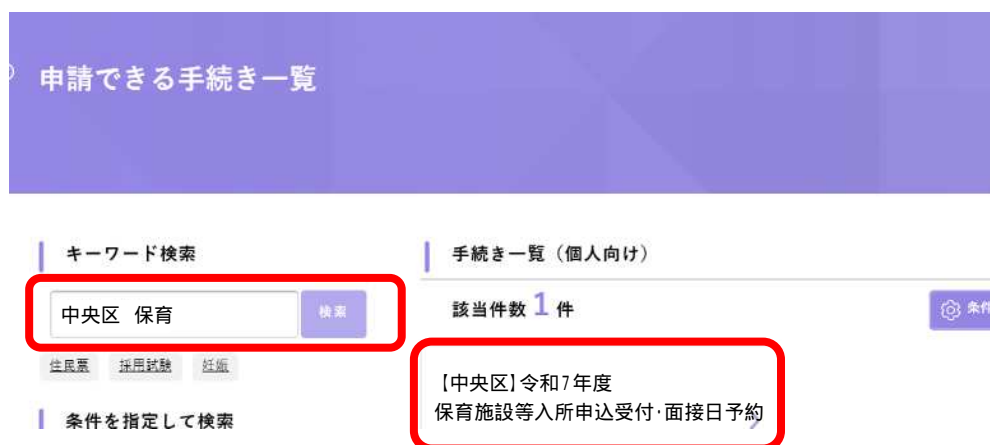 申請できる手続き一覧
キーワード検索
中央区 保育
検索
住民票 採用試験 妊娠
条件を指定して検索
手続き一覧（個人向け）
該当件数 1 件
条件
【中央区】令和7年度
保育施設等入所申込受付・面接日予約